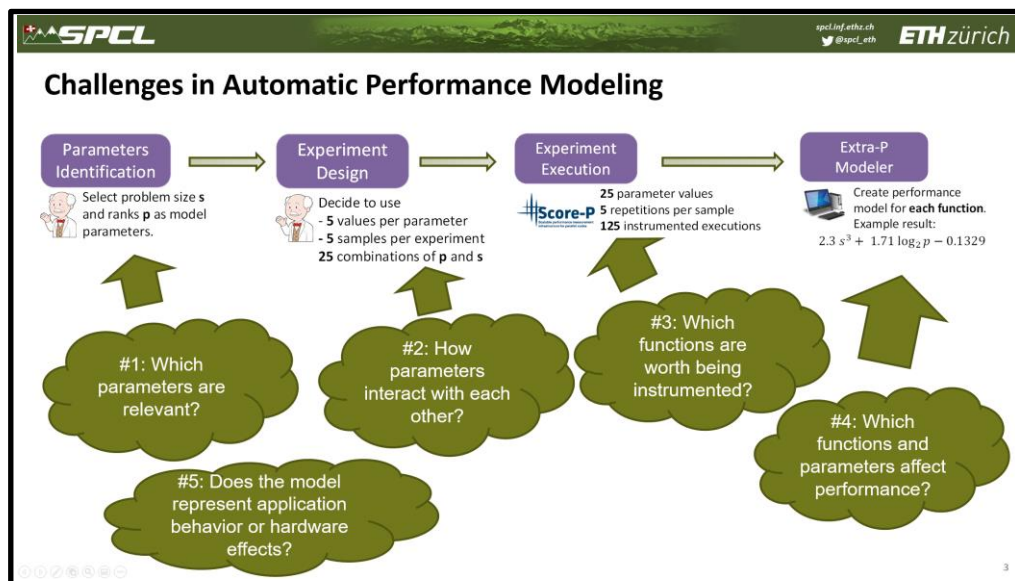 SPCL
spcl.inf.ethz.ch
@spcl_eth
ETH zürich
Challenges in Automatic Performance Modeling
Parameters
Identification
Select problem size s
and ranks p as model
parameters.
Experiment
Design
Decide to use
- 5 values per parameter
- 5 samples per experiment
25 combinations of p and s
Experiment
Execution
Score-P
25 parameter values
5 repetitions per sample
125 instrumented executions
Extra-P
Modeler
Create performance
model for each function.
Example result:
2.3 s³ + 1.71 log₂ p − 0.1329
#1: Which
parameters are
relevant?
#2: How
parameters
interact with each
other?
#3: Which
functions are
worth being
instrumented?
#4: Which
functions and
parameters affect
performance?
#5: Does the model
represent application
behavior or hardware
effects?
3